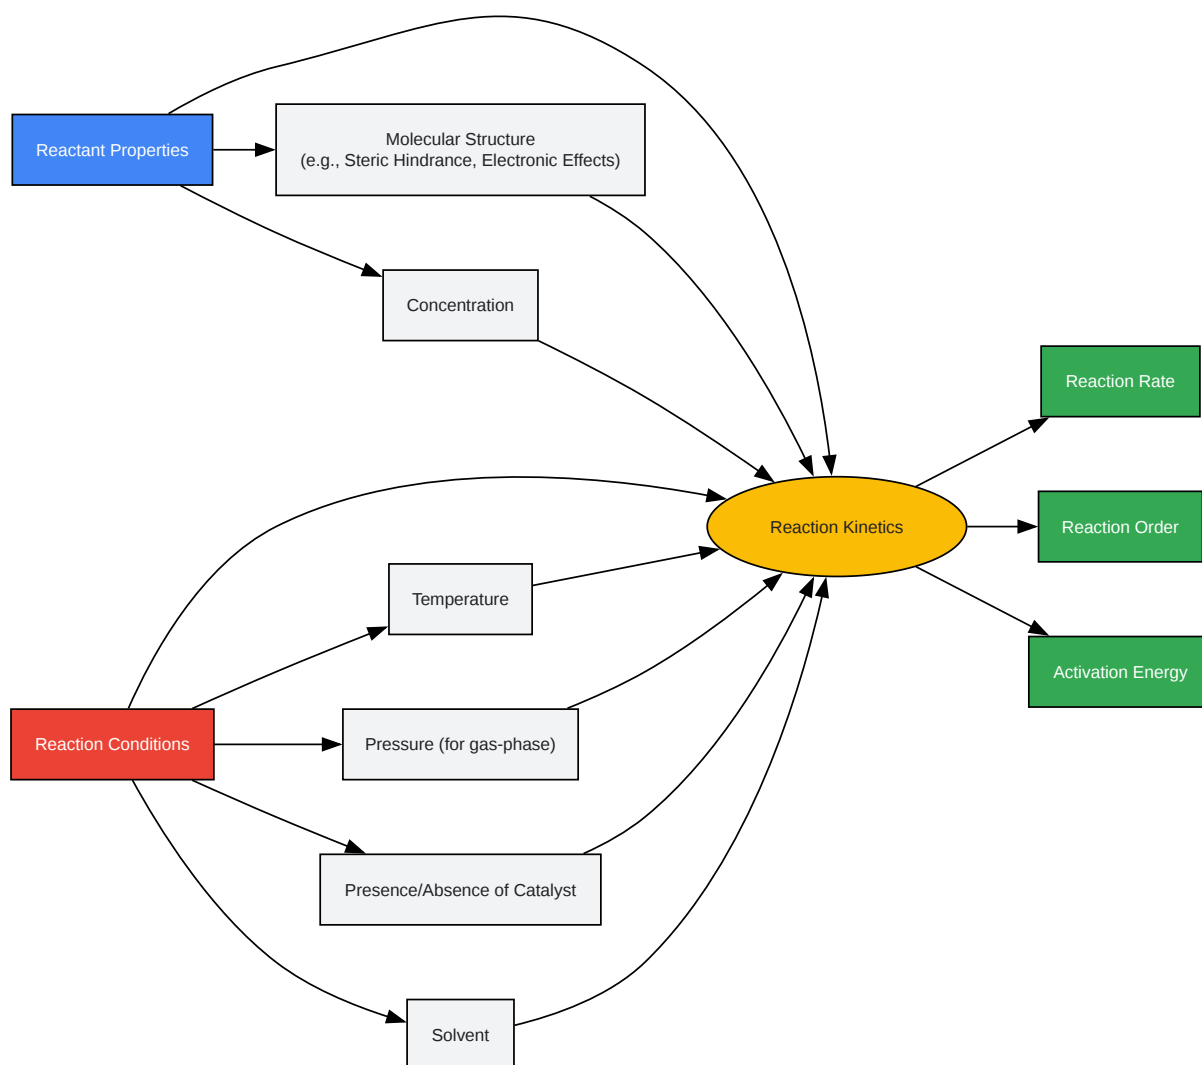 Reactant Properties
Molecular Structure
(e.g., Steric Hindrance, Electronic Effects)
Concentration
Reaction Rate
Reaction Kinetics
Reaction Order
Temperature
Activation Energy
Reaction Conditions
Pressure (for gas-phase)
Presence/Absence of Catalyst
Solvent